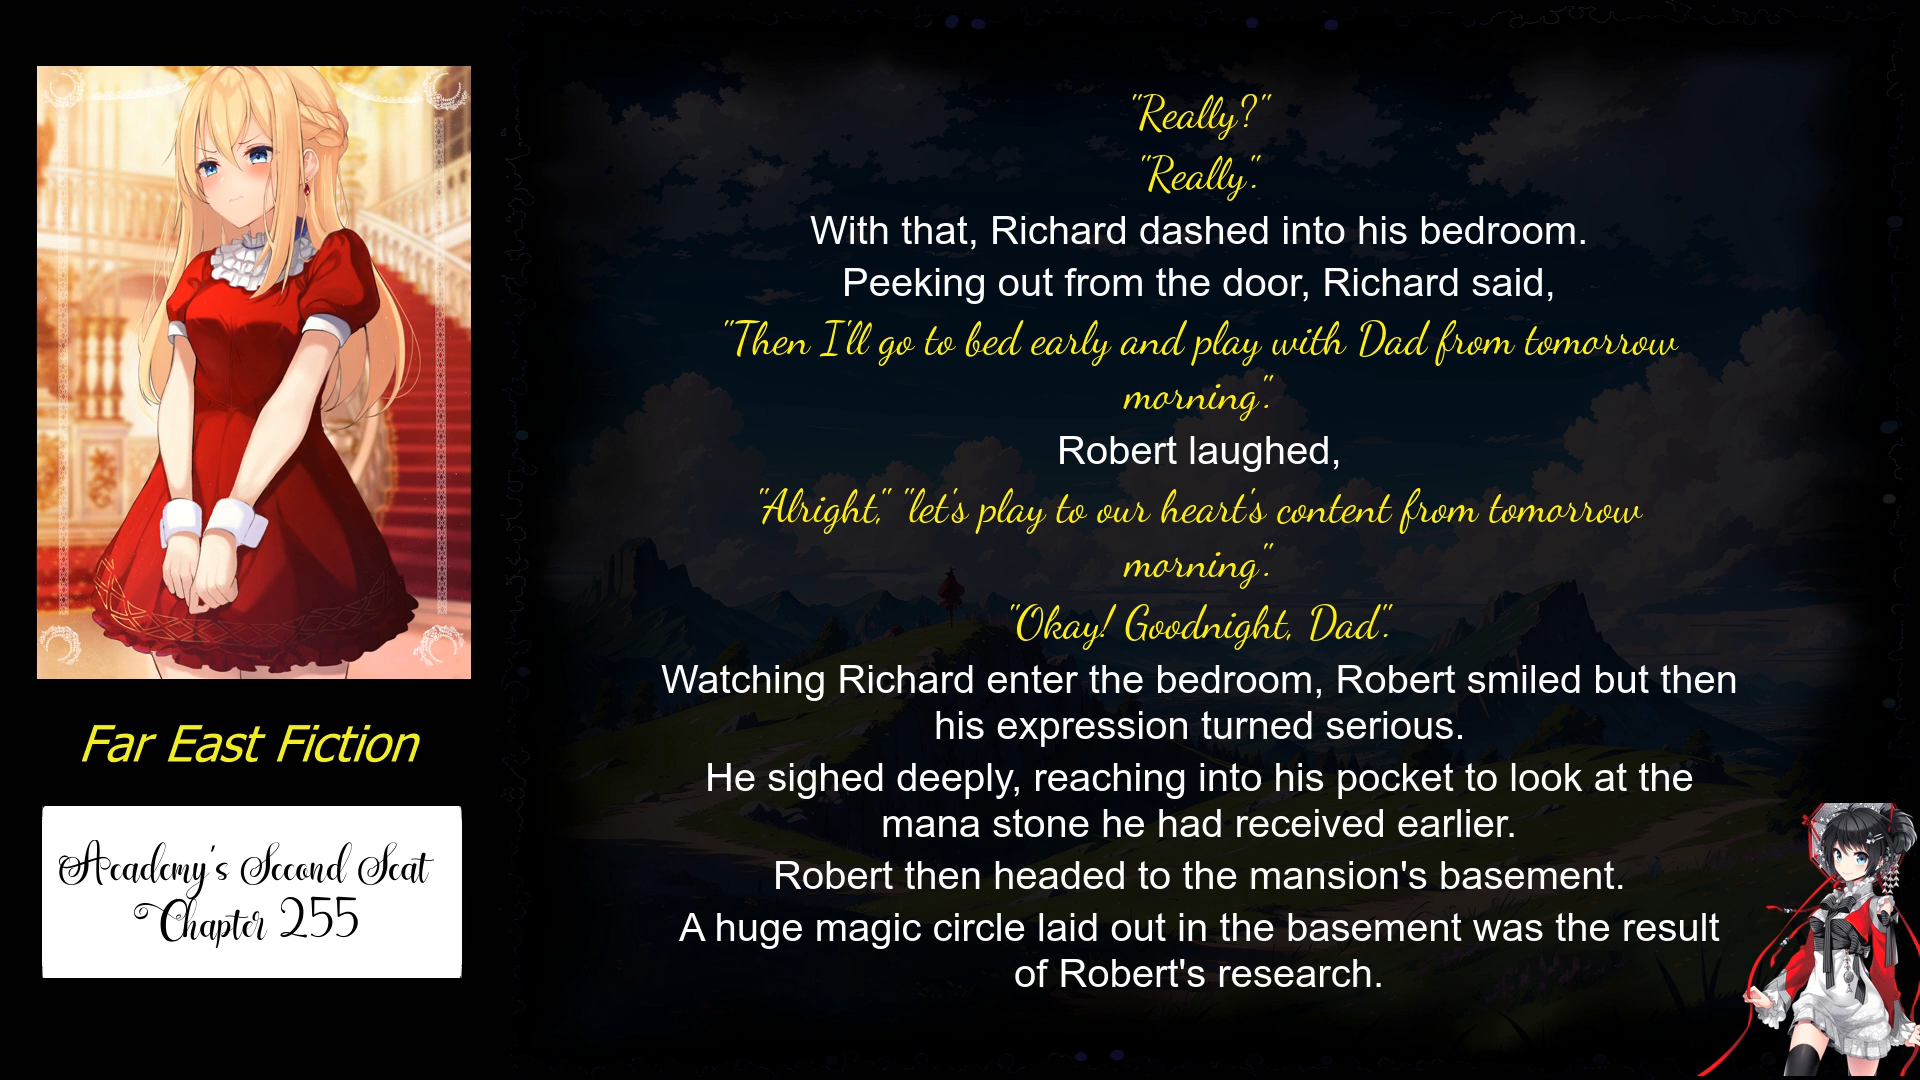 "Really?"
"Really".
With that, Richard dashed into his bedroom.
Peeking out from the door, Richard said,
"Then I'll go to bed early and play with Dad from tomorrow
morning".
Robert laughed,
"Alright," "let's play to our heart's content from tomorrow
morning".
"Okay! Goodnight, Dad".
Watching Richard enter the bedroom, Robert smiled but then
his expression turned serious.
He sighed deeply, reaching into his pocket to look at the
mana stone he had received earlier.
Robert then headed to the mansion's basement.
A huge magic circle laid out in the basement was the result
of Robert's research.
Far East Fiction
Academy's Second Seat
Chapter 255